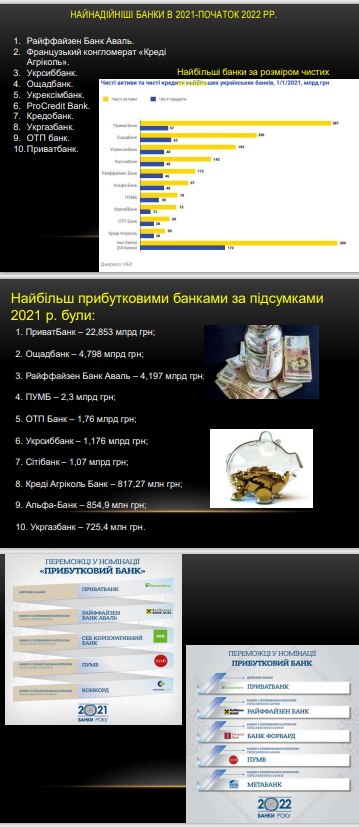 НАЙНАДІЙНІШІ БАНКИ В 2021-ПОЧАТОК 2022 РР.
1. Райффайзен Банк Аваль.
2. Французький конгломерат «Креді
Агріколь».
3. Укрсиббанк.
4. Ощадбанк.
5. Укрексімбанк.
6. ProCredit Bank.
7. Кредобанк.
8. Укргазбанк.
9. ОТП банк.
10. Приватбанк.
Найбільші банки за розміром чистих
Чисті активи та чисті кредити найбільших українських банків, 1/1/2021, млрд грн
Чисті активи
Чисті кредити
Приватбанк
57
Ощадбанк
Укрексімбанк
Укргазбанк
Райффайзен Банк
Альфа-Банк
ПУМБ
Укрсиббанк
ОТП Банк
Креді Агріколь
Інші банки
(64 банки)
172
Джерело: НБУ
Найбільш прибутковими банками за підсумками
2021 р. були:
1. ПриватБанк – 22,853 млрд грн;
2. Ощадбанк – 4,798 млрд грн;
3. Райффайзен Банк Аваль – 4,197 млрд грн;
4. ПУМБ – 2,3 млрд грн;
5. ОТП Банк – 1,76 млрд грн;
6. Укрсиббанк – 1,176 млрд грн;
7. Сітібанк – 1,07 млрд грн;
8. Креді Агріколь Банк – 817,27 млн грн;
9. Альфа-Банк – 854,9 млн грн;
10. Укргазбанк – 725,4 млн грн.
ПЕРЕМОЖЦІ У НОМІНАЦІЇ
«ПРИБУТКОВИЙ БАНК»
ПРИВАТБАНК
РАЙФФАЙЗЕН
БАНК АВАЛЬ
СЕБ КОРПОРАТИВНИЙ
БАНК
ПУМБ
КОНКОРД
2021
БАНКИ РОКУ
ПЕРЕМОЖЦІ У НОМІНАЦІЇ
ПРИБУТКОВИЙ БАНК
ПРИВАТБАНК
РАЙФФАЙЗЕН БАНК
БАНК ФОРВАРД
ПУМБ
МЕТАБАНК
2022
БАНКИ РОКУ